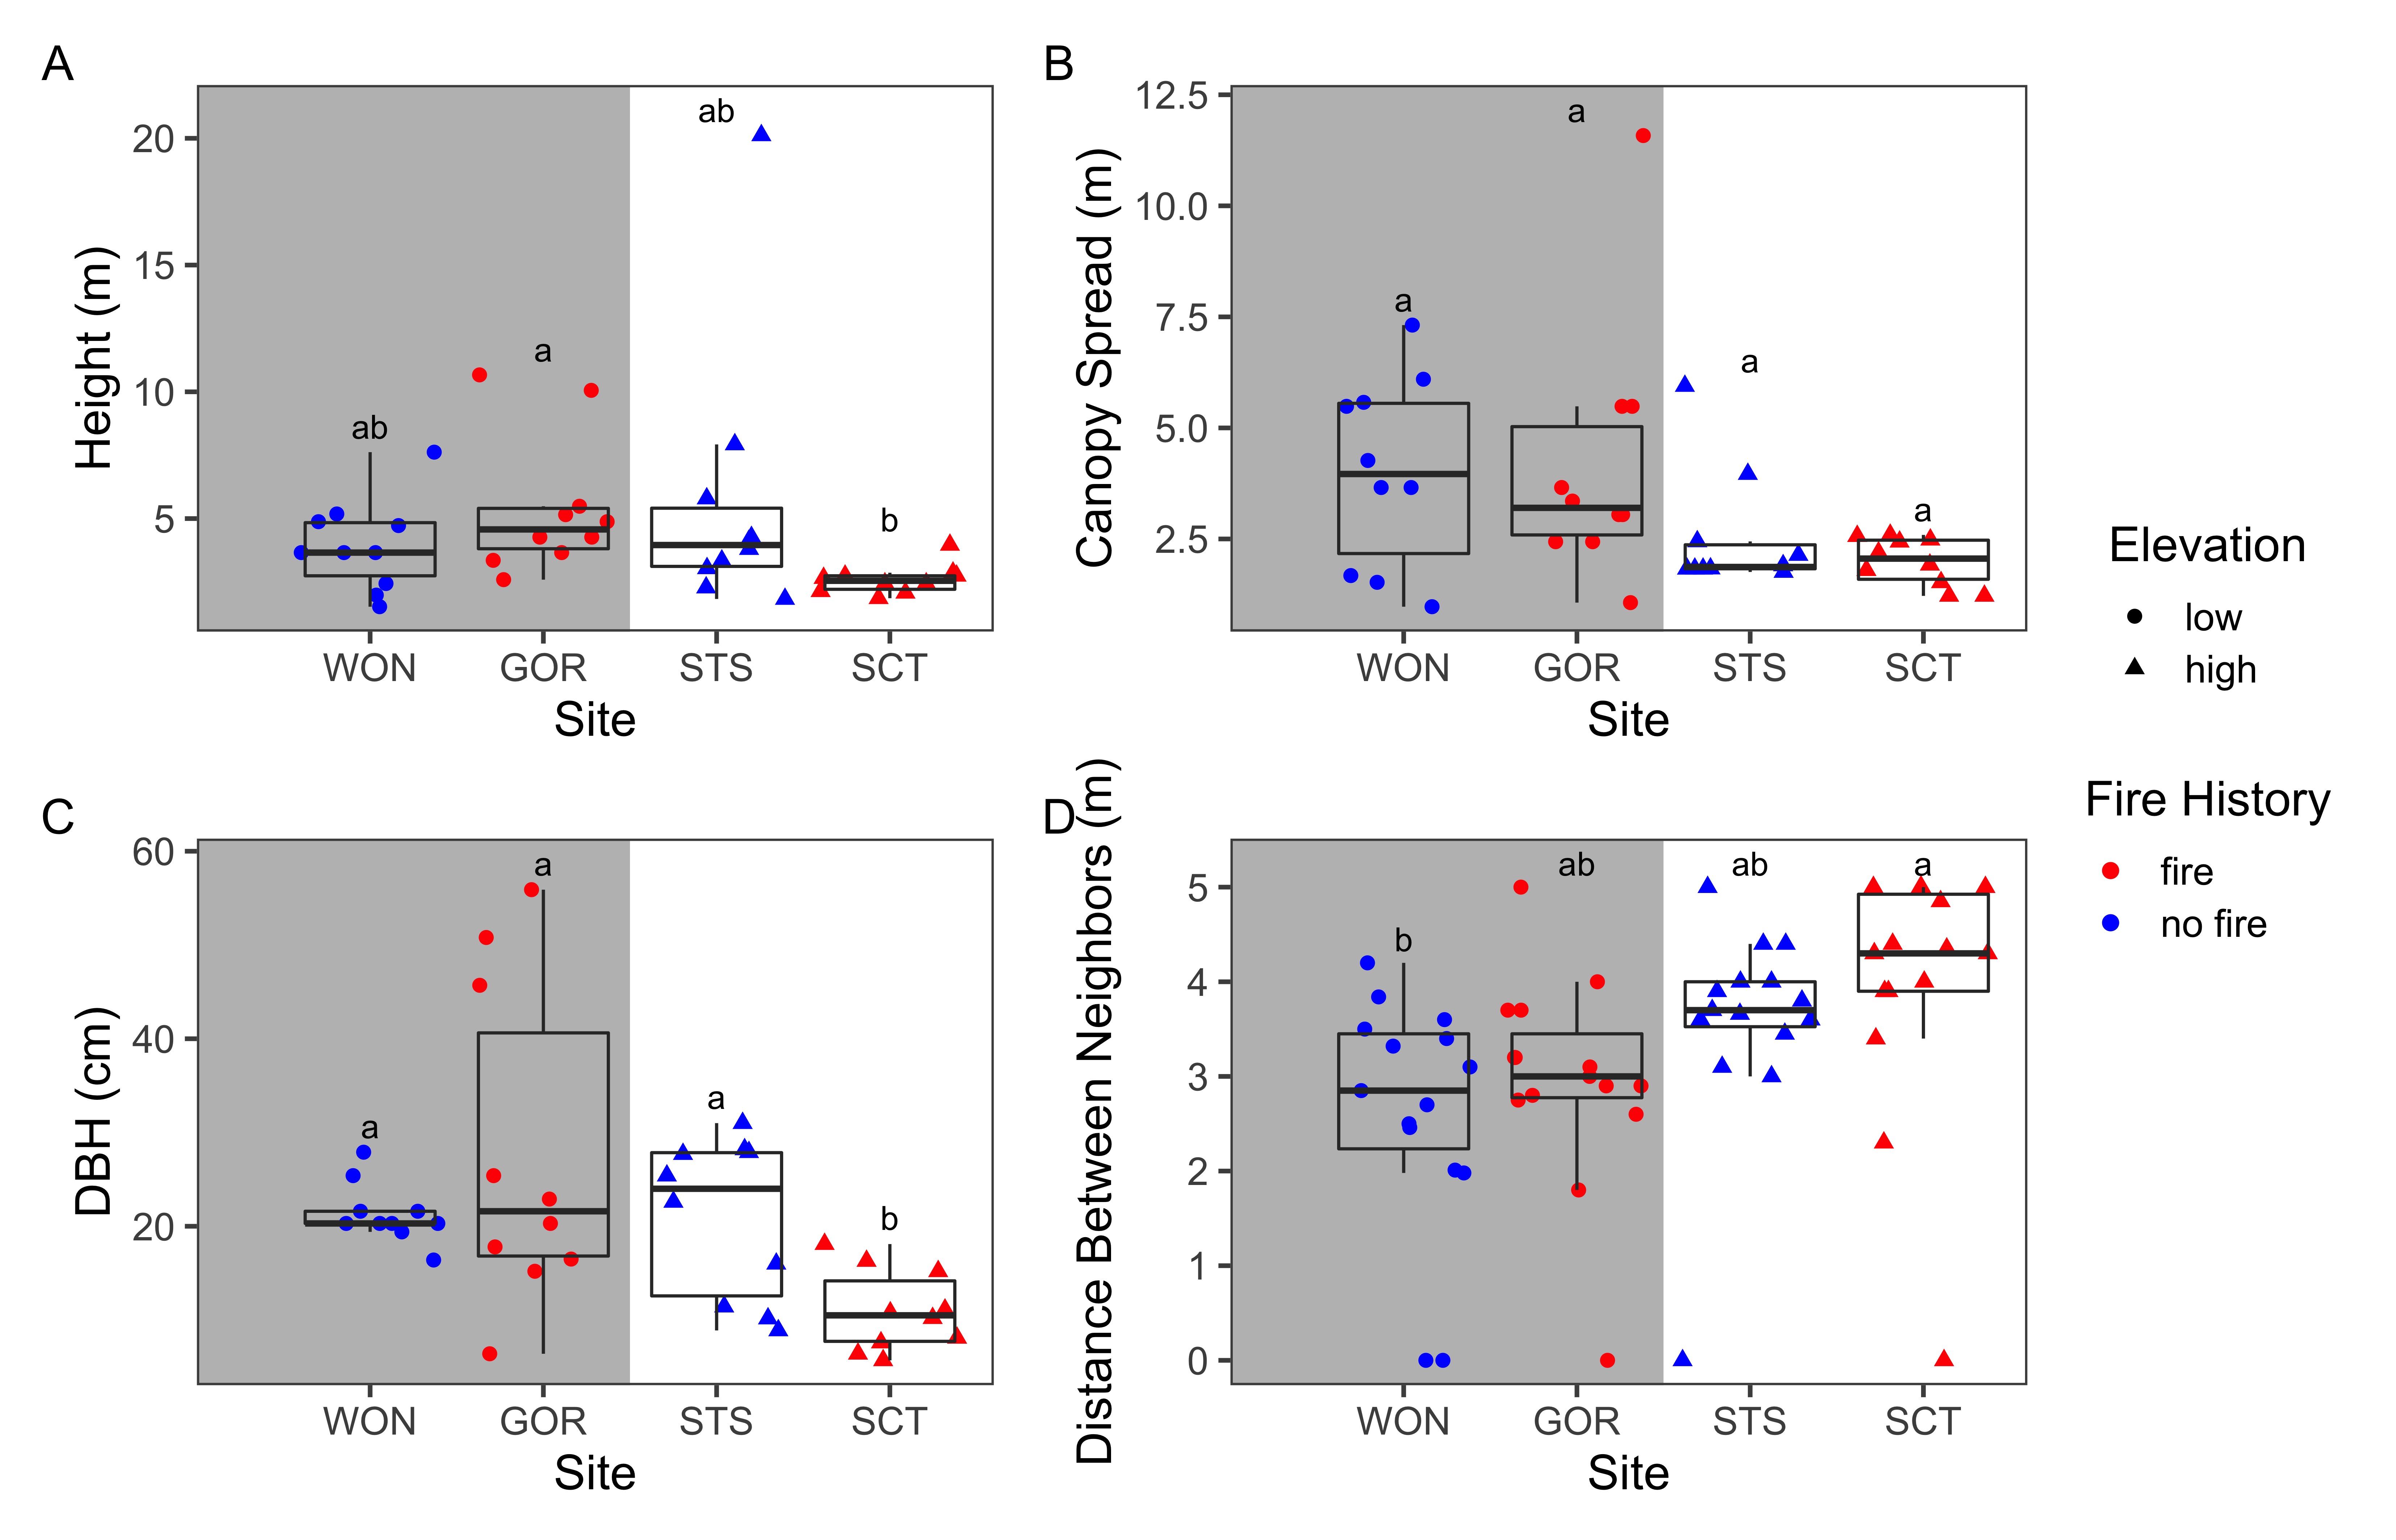 A
Height (m)
20
15
10
5
ab
a
ab
b
WON GOR STS SCT
Site
B
Canopy Spread (m)
12.5
10.0
7.5
5.0
2.5
a
a
a
a
WON GOR STS SCT
Site
C
DBH (cm)
60
40
20
a
a
a
b
WON GOR STS SCT
Site
D
Distance Between Neighbors (m)
5
4
3
2
1
0
b
ab
ab
a
WON GOR STS SCT
Site
Elevation
low
high
Fire History
fire
no fire